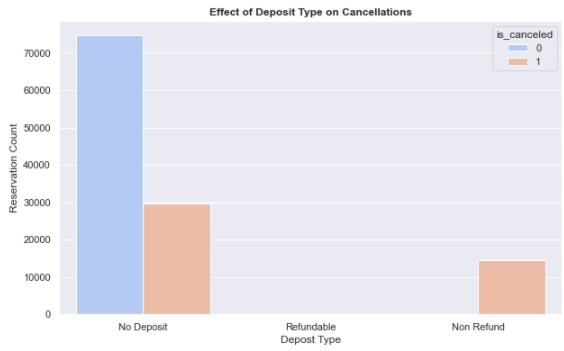 Effect of Deposit Type on Cancellations
is_canceled
0
1
70000
60000
50000
40000
30000
20000
10000
0
Reservation Count
No Deposit
Refundable
Non Refund
Depost Type